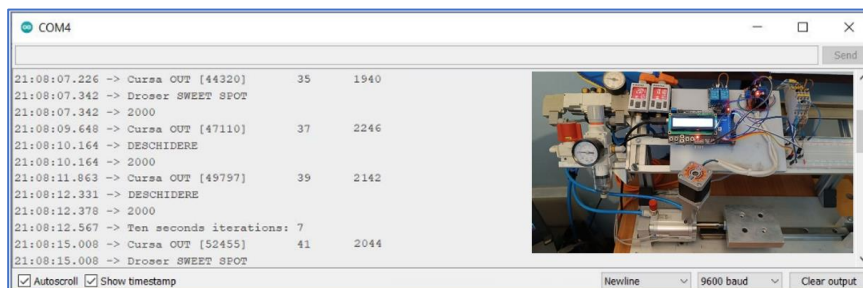 COM4
Send
21:08:07.226 -> Cursa OUT [44320] 35 1940
21:08:07.342 -> Droser SWEET SPOT
21:08:07.342 -> 2000
21:08:09.648 -> Cursa OUT [47110] 37 2246
21:08:10.164 -> DESCHIDERE
21:08:10.164 -> 2000
21:08:11.863 -> Cursa OUT [49797] 39 2142
21:08:12.331 -> DESCHIDERE
21:08:12.378 -> 2000
21:08:12.567 -> Ten seconds iterations: 7
21:08:15.008 -> Cursa OUT [52455] 41 2044
21:08:15.008 -> Droser SWEET SPOT
Autoscroll Show timestamp Newline 9600 baud Clear output